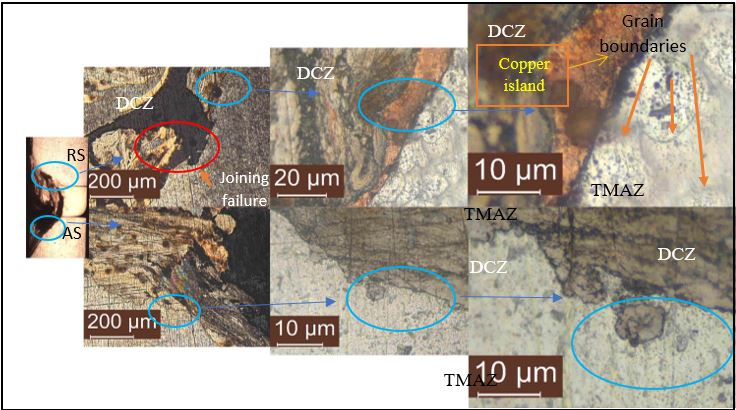 DCZ
Grain
boundaries
Copper
island
DCZ
DCZ
RS
200 µm
Joining
failure
20 µm
10 µm
TMAZ
TMAZ
AS
DCZ
DCZ
200 µm
10 µm
10 µm
TMAZ